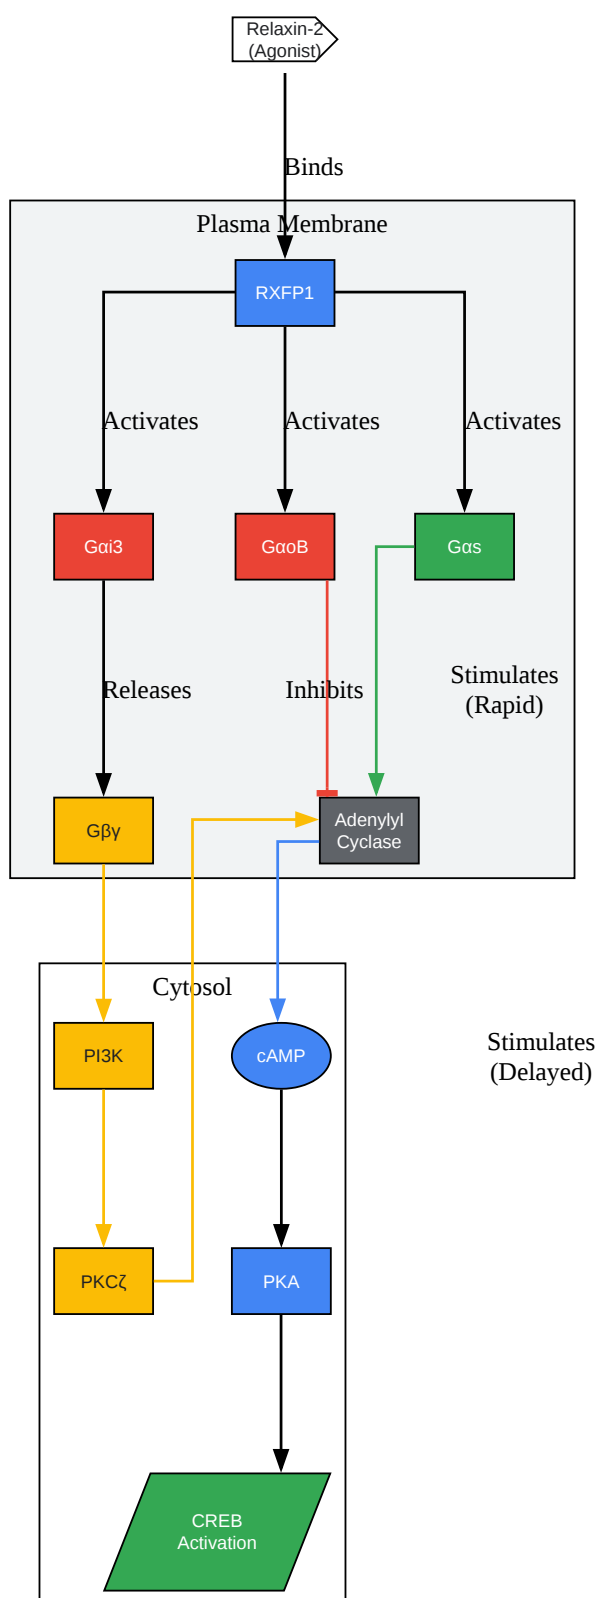 Relaxin-2
(Agonist)
Binds
Plasma Membrane
RXFP1
Activates
Activates
Activates
Gαi3
GαoB
Gαs
Releases
Inhibits
Stimulates
(Rapid)
Gβγ
Adenylyl
Cyclase
Cytosol
PI3K
cAMP
Stimulates
(Delayed)
PKCζ
PKA
CREB
Activation